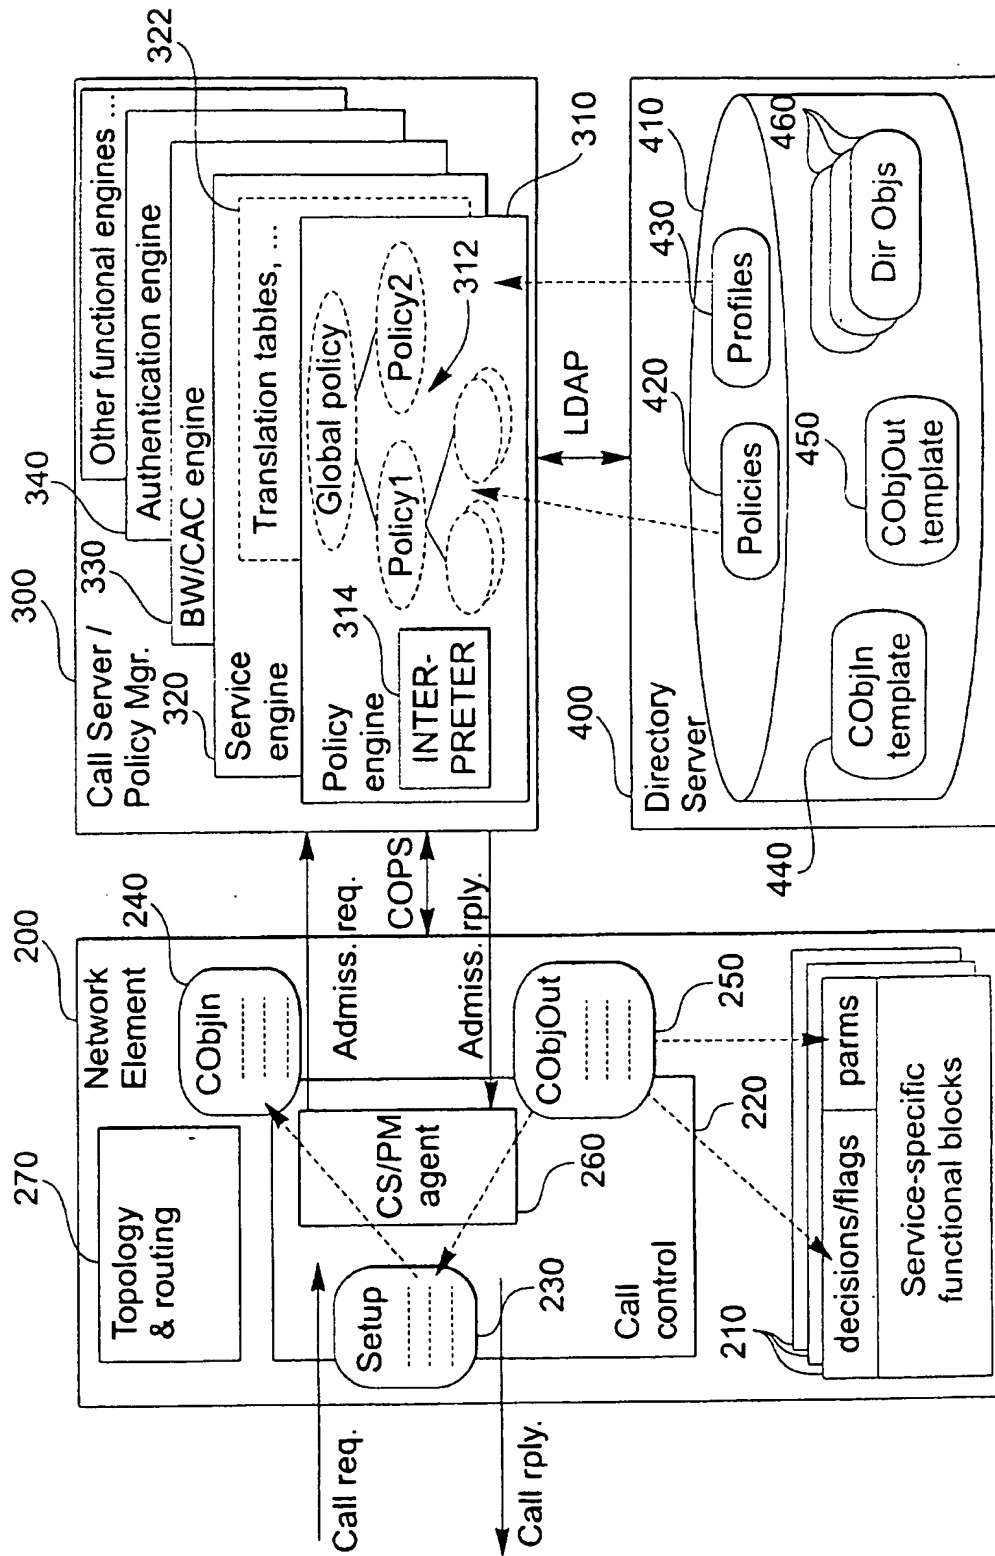 200
Network
Element
270
Topology
& routing
240
CObjIn
Call req.
Setup
230
CS/PM
agent
260
Call
control
220
CObjOut
250
Call rply.
210
decisions/flags
parms
Service-specific
functional blocks
Admiss. req.
COPS
Admiss. rply.
300
Call Server /
Policy Mgr.
340
Other functional engines ...
Authentication engine
330
BW/CAC engine
320
Service
engine
322
Translation tables, ...
Policy
engine
310
314
INTER-
PRETER
Global policy
Policy1
Policy2
312
LDAP
400
Directory
Server
410
420
Policies
430
Profiles
440
CObjIn
template
450
CObjOut
template
460
Dir Objs